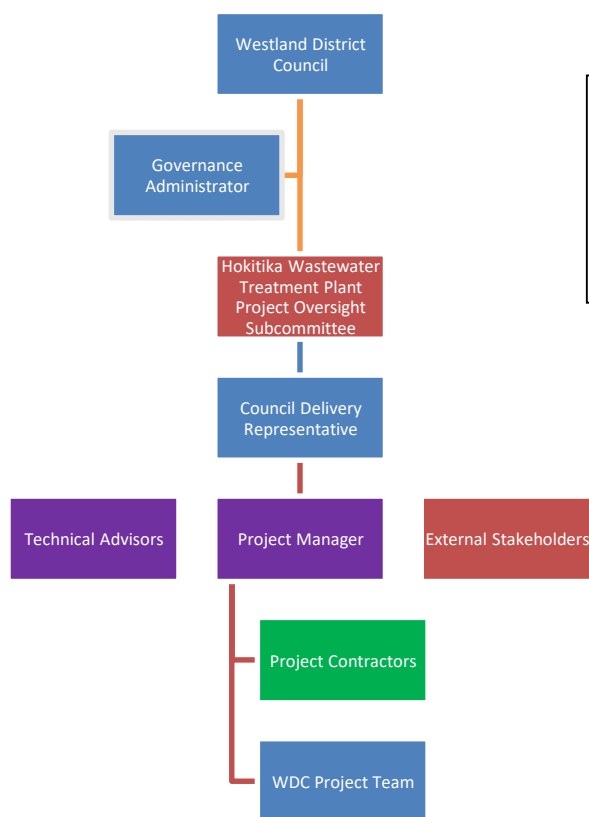 Westland District
Council
Governance
Administrator
Hokitika Wastewater
Treatment Plant
Project Oversight
Subcommittee
Council Delivery
Representative
Technical Advisors
Project Manager
External Stakeholders
Project Contractors
WDC Project Team